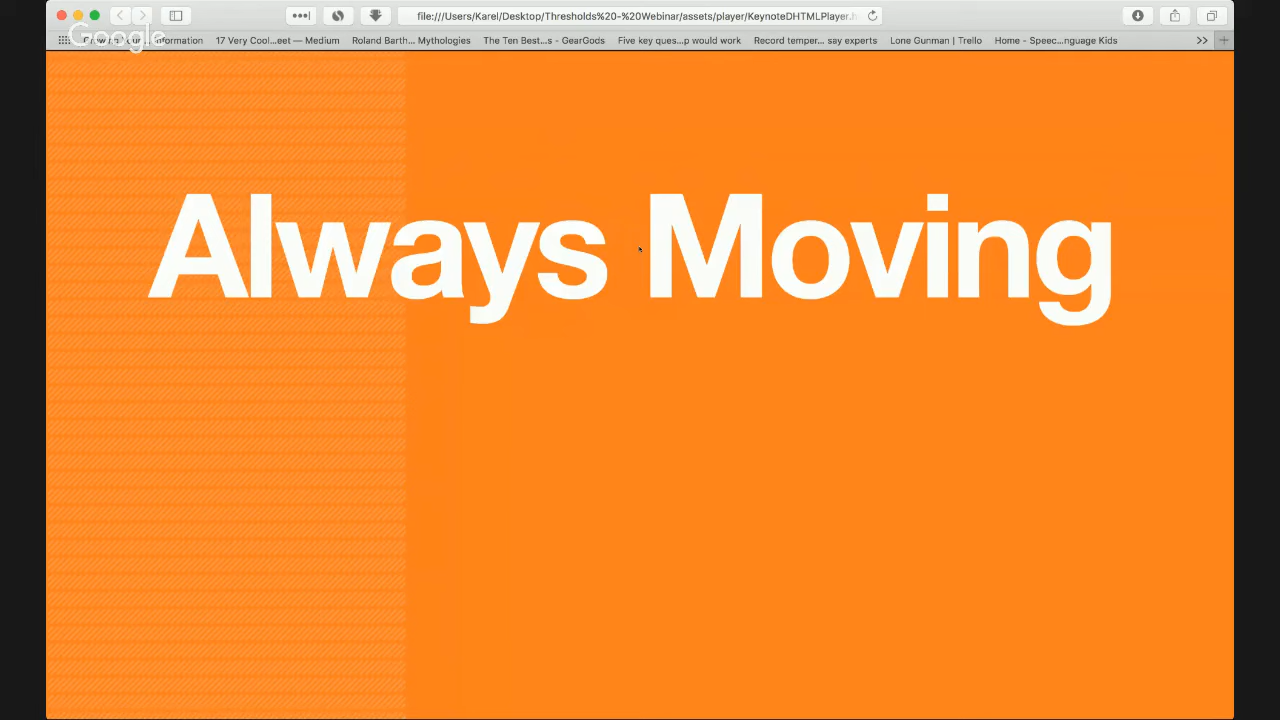 file:///Users/Karel/Desktop/Thresholds%20-%20Webinar/assets/player/KeynoteDHTMLPlayer.h
Google
Information
17 Very Cool...eet — Medium
Roland Barth... Mythologies
The Ten Best...s - GearGods
Five key ques...p would work
Record temper... say experts
Lone Gunman | Trello
Home - Speec...nguage Kids
Always Moving